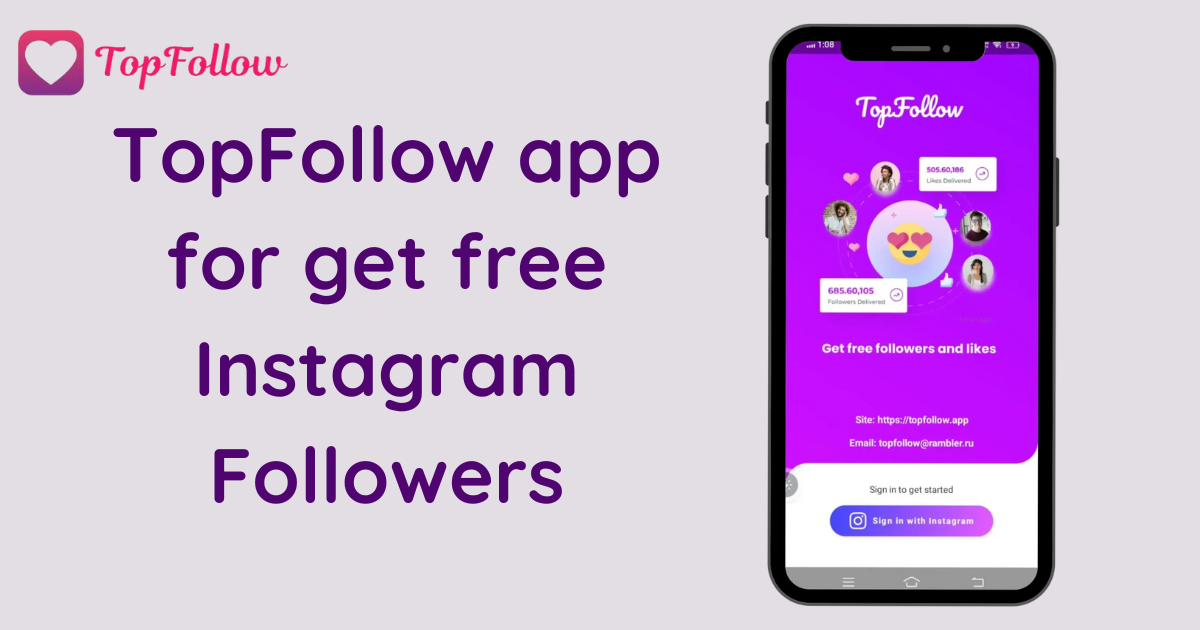 TopFollow
TopFollow app
for get free
Instagram
Followers
1:08
TopFollow
505.60,186
Likes Delivered
685.60,105
Followers Delivered
Get free followers and likes
Site: https://topfollow.app
Email: topfollow@rambler.ru
Sign in to get started
Sign in with Instagram